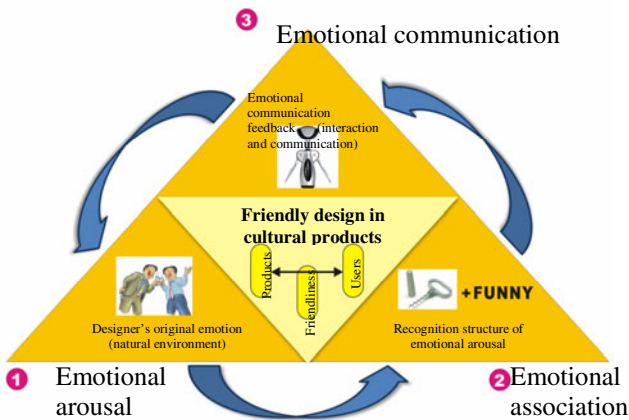 3
Emotional communication
Emotional
communication
feedback (interaction
and communication)
Friendly design in
cultural products
Products
Friendliness
Users
+FUNNY
Designer's original emotion
(natural environment)
Recognition structure of
emotional arousal
1
Emotional
arousal
2
Emotional
association